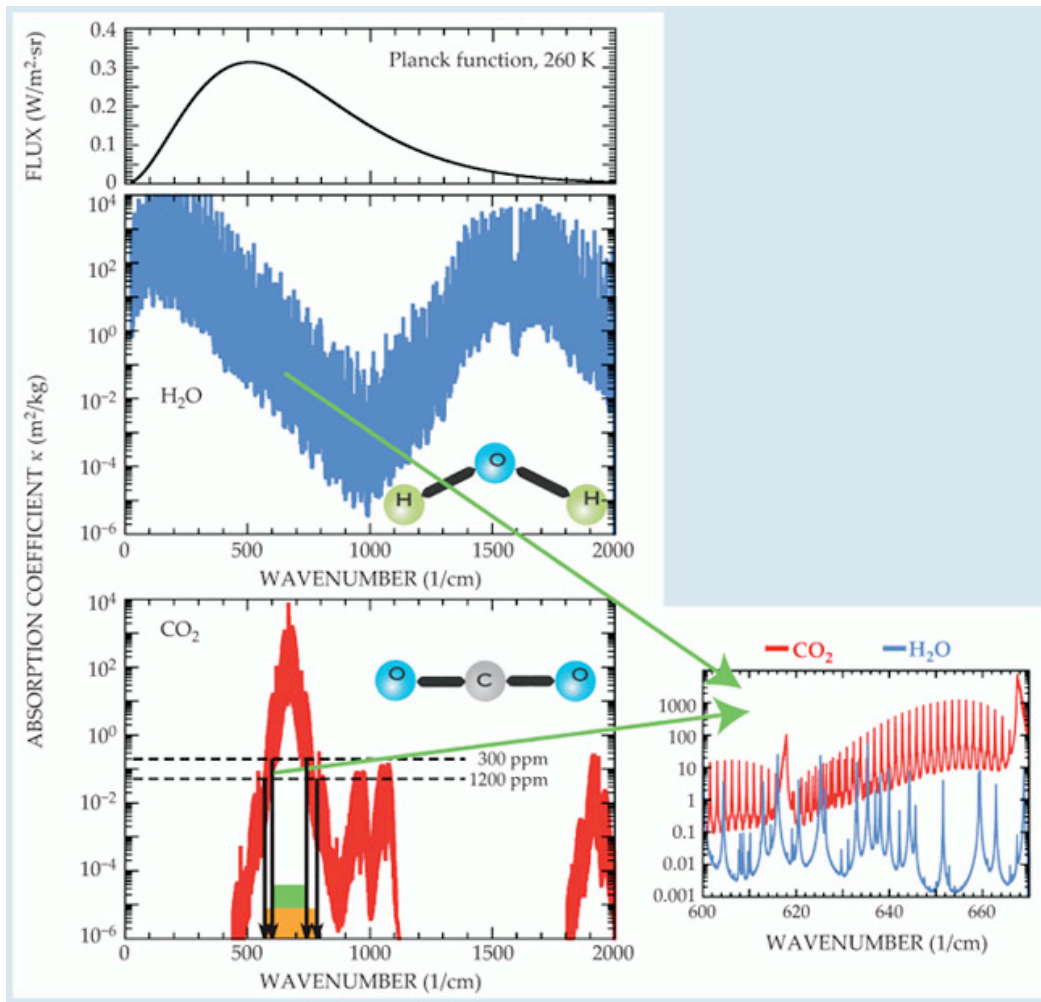 FLUX (W/m²·sr)
0.4
0.3
0.2
0.1
0
Planck function, 260 K
ABSORPTION COEFFICIENT κ (m²/kg)
10⁴
10²
10⁰
10⁻²
10⁻⁴
10⁻⁶
H₂O
O
H
H
0
500
1000
1500
2000
WAVENUMBER (1/cm)
10⁴
10²
10⁰
10⁻²
10⁻⁴
10⁻⁶
CO₂
O
C
O
300 ppm
1200 ppm
0
500
1000
1500
2000
WAVENUMBER (1/cm)
CO₂
H₂O
1000
100
10
1
0.1
0.01
0.001
600
620
640
660
WAVENUMBER (1/cm)